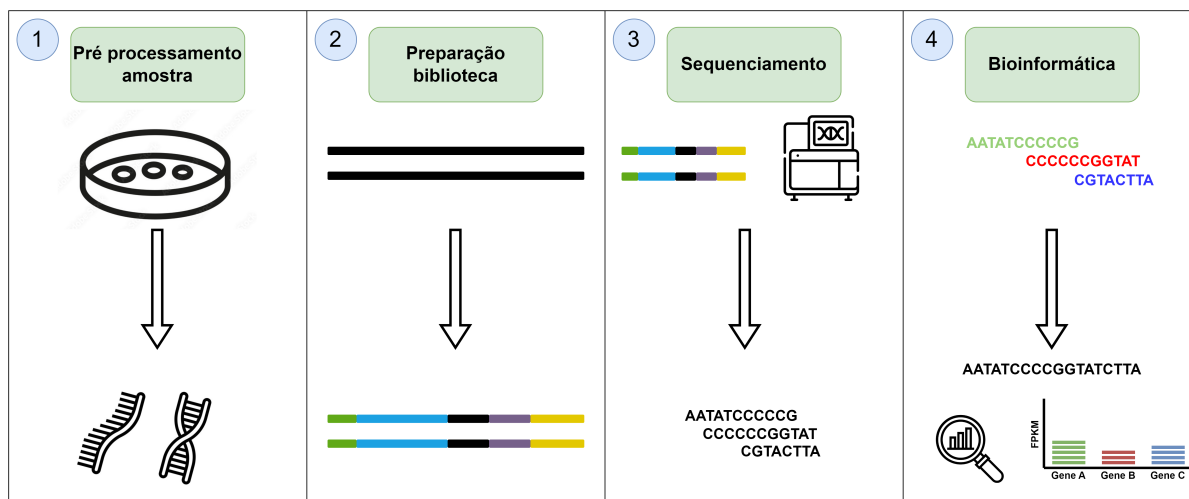 1
Pré processamento
amostra
2
Preparação
biblioteca
3
Sequenciamento
AATATCCCCCG
CCCCCCGGTAT
CGTACTTA
4
Bioinformática
AATATCCCCCG
CCCCCCGGTAT
CGTACTTA
AATATCCCCGGTATCTTA
FPKM
Gene A
Gene B
Gene C